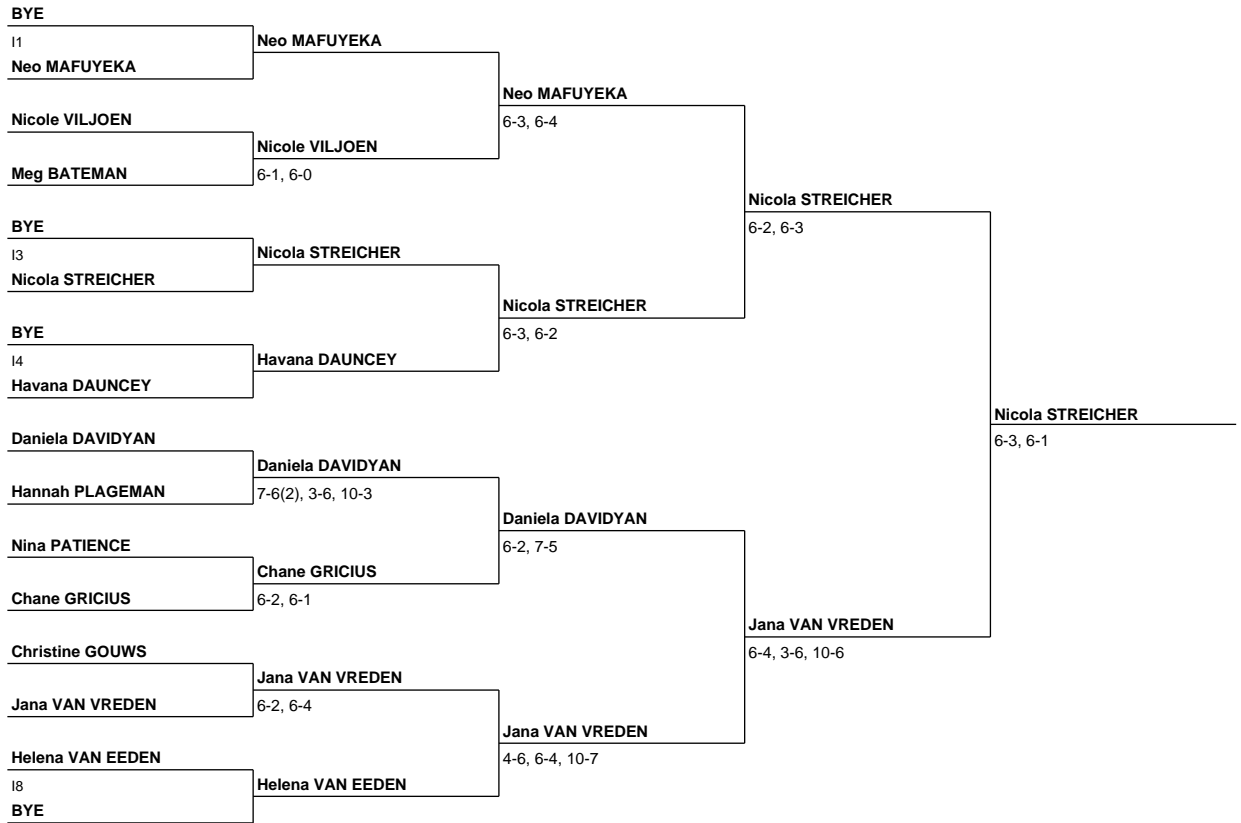 BYE
I1
Neo MAFUYEKA
Nicole VILJOEN
Meg BATEMAN
BYE
I3
Nicola STREICHER
BYE
I4
Havana DAUNCEY
Daniela DAVIDYAN
Hannah PLAGEMAN
Nina PATIENCE
Chane GRICIUS
Christine GOUWS
Jana VAN VREDEN
Helena VAN EEDEN
I8
BYE
Neo MAFUYEKA
Nicole VILJOEN
6-1, 6-0
Nicola STREICHER
Havana DAUNCEY
Daniela DAVIDYAN
7-6(2), 3-6, 10-3
Chane GRICIUS
6-2, 6-1
Jana VAN VREDEN
6-2, 6-4
Helena VAN EEDEN
Neo MAFUYEKA
6-3, 6-4
Nicola STREICHER
6-3, 6-2
Daniela DAVIDYAN
6-2, 7-5
Jana VAN VREDEN
4-6, 6-4, 10-7
Nicola STREICHER
6-2, 6-3
Jana VAN VREDEN
6-4, 3-6, 10-6
Nicola STREICHER
6-3, 6-1